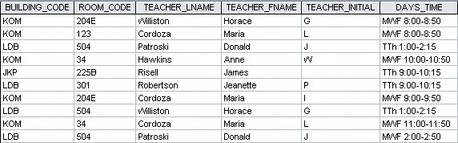 BUILDING_CODE ROOM_CODE TEACHER_LNAME TEACHER_FNAME TEACHER_INITIAL DAYS_TIME
KOM 204E Williston Horace G MWF 8:00-8:50
KOM 123 Cordoza Maria L MWF 8:00-8:50
LDB 504 Patroski Donald J TTh 1:00-2:15
KOM 34 Hawkins Anne W MWF 10:00-10:50
JKP 225B Risell James TTh 9:00-10:15
LDB 301 Robertson Jeanette P TTh 9:00-10:15
KOM 204E Cordoza Maria I MWF 9:00-9:50
LDB 504 Williston Horace G TTh 1:00-2:15
KOM 34 Cordoza Maria L MWF 11:00-11:50
LDB 504 Patroski Donald J MWF 2:00-2:50